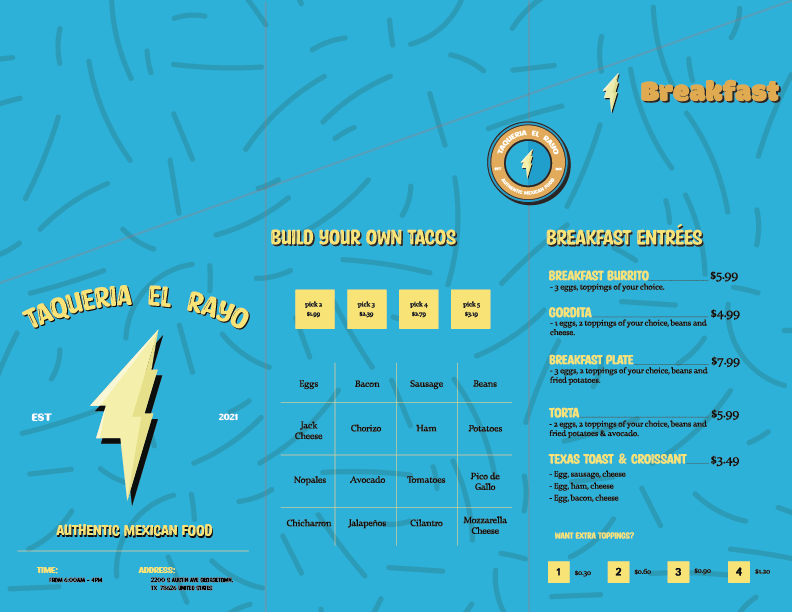 TAQUERIA EL RAYO
EST 2021
AUTHENTIC MEXICAN FOOD
TIME:
FROM 6:00AM - 4PM
ADDRESS:
2200 S AUSTIN AVE GEORGETOWN,
TX 78626 UNITED STATES
BUILD YOUR OWN TACOS
pick 2
$1.99
pick 3
$2.39
pick 4
$2.79
pick 5
$3.19
Eggs
Bacon
Sausage
Beans
Jack
Cheese
Chorizo
Ham
Potatoes
Nopales
Avocado
Tomatoes
Pico de
Gallo
Chicharron
Jalapeños
Cilantro
Mozzarella
Cheese
TAQUERIA EL RAYO
AUTHENTIC MEXICAN FOOD
Breakfast
BREAKFAST ENTRÉES
BREAKFAST BURRITO $5.99
- 3 eggs, toppings of your choice.
GORDITA $4.99
- 1 eggs, 2 toppings of your choice, beans and
cheese.
BREAKFAST PLATE $7.99
- 3 eggs, 2 toppings of your choice, beans and
fried potatoes.
TORTA $5.99
- 2 eggs, 2 toppings of your choice, beans and
fried potatoes & avocado.
TEXAS TOAST & CROISSANT $3.49
- Egg, sausage, cheese
- Egg, ham, cheese
- Egg, bacon, cheese
WANT EXTRA TOPPINGS?
1 $0.30
2 $0.60
3 $0.90
4 $1.20